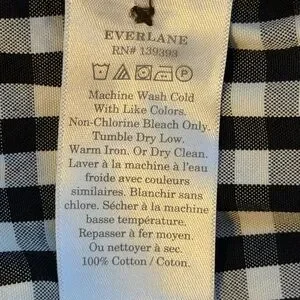 EVERLANE
RN# 139393
P
Machine Wash Cold
With Like Colors.
Non-Chlorine Bleach Only.
Tumble Dry Low.
Warm Iron. Or Dry Clean.
Laver à la machine à l'eau
froide avec couleurs
similaires. Blanchir sans
chlore. Sécher à la machine
basse température.
Repasser à fer moyen.
Ou nettoyer à sec.
100% Cotton / Coton.